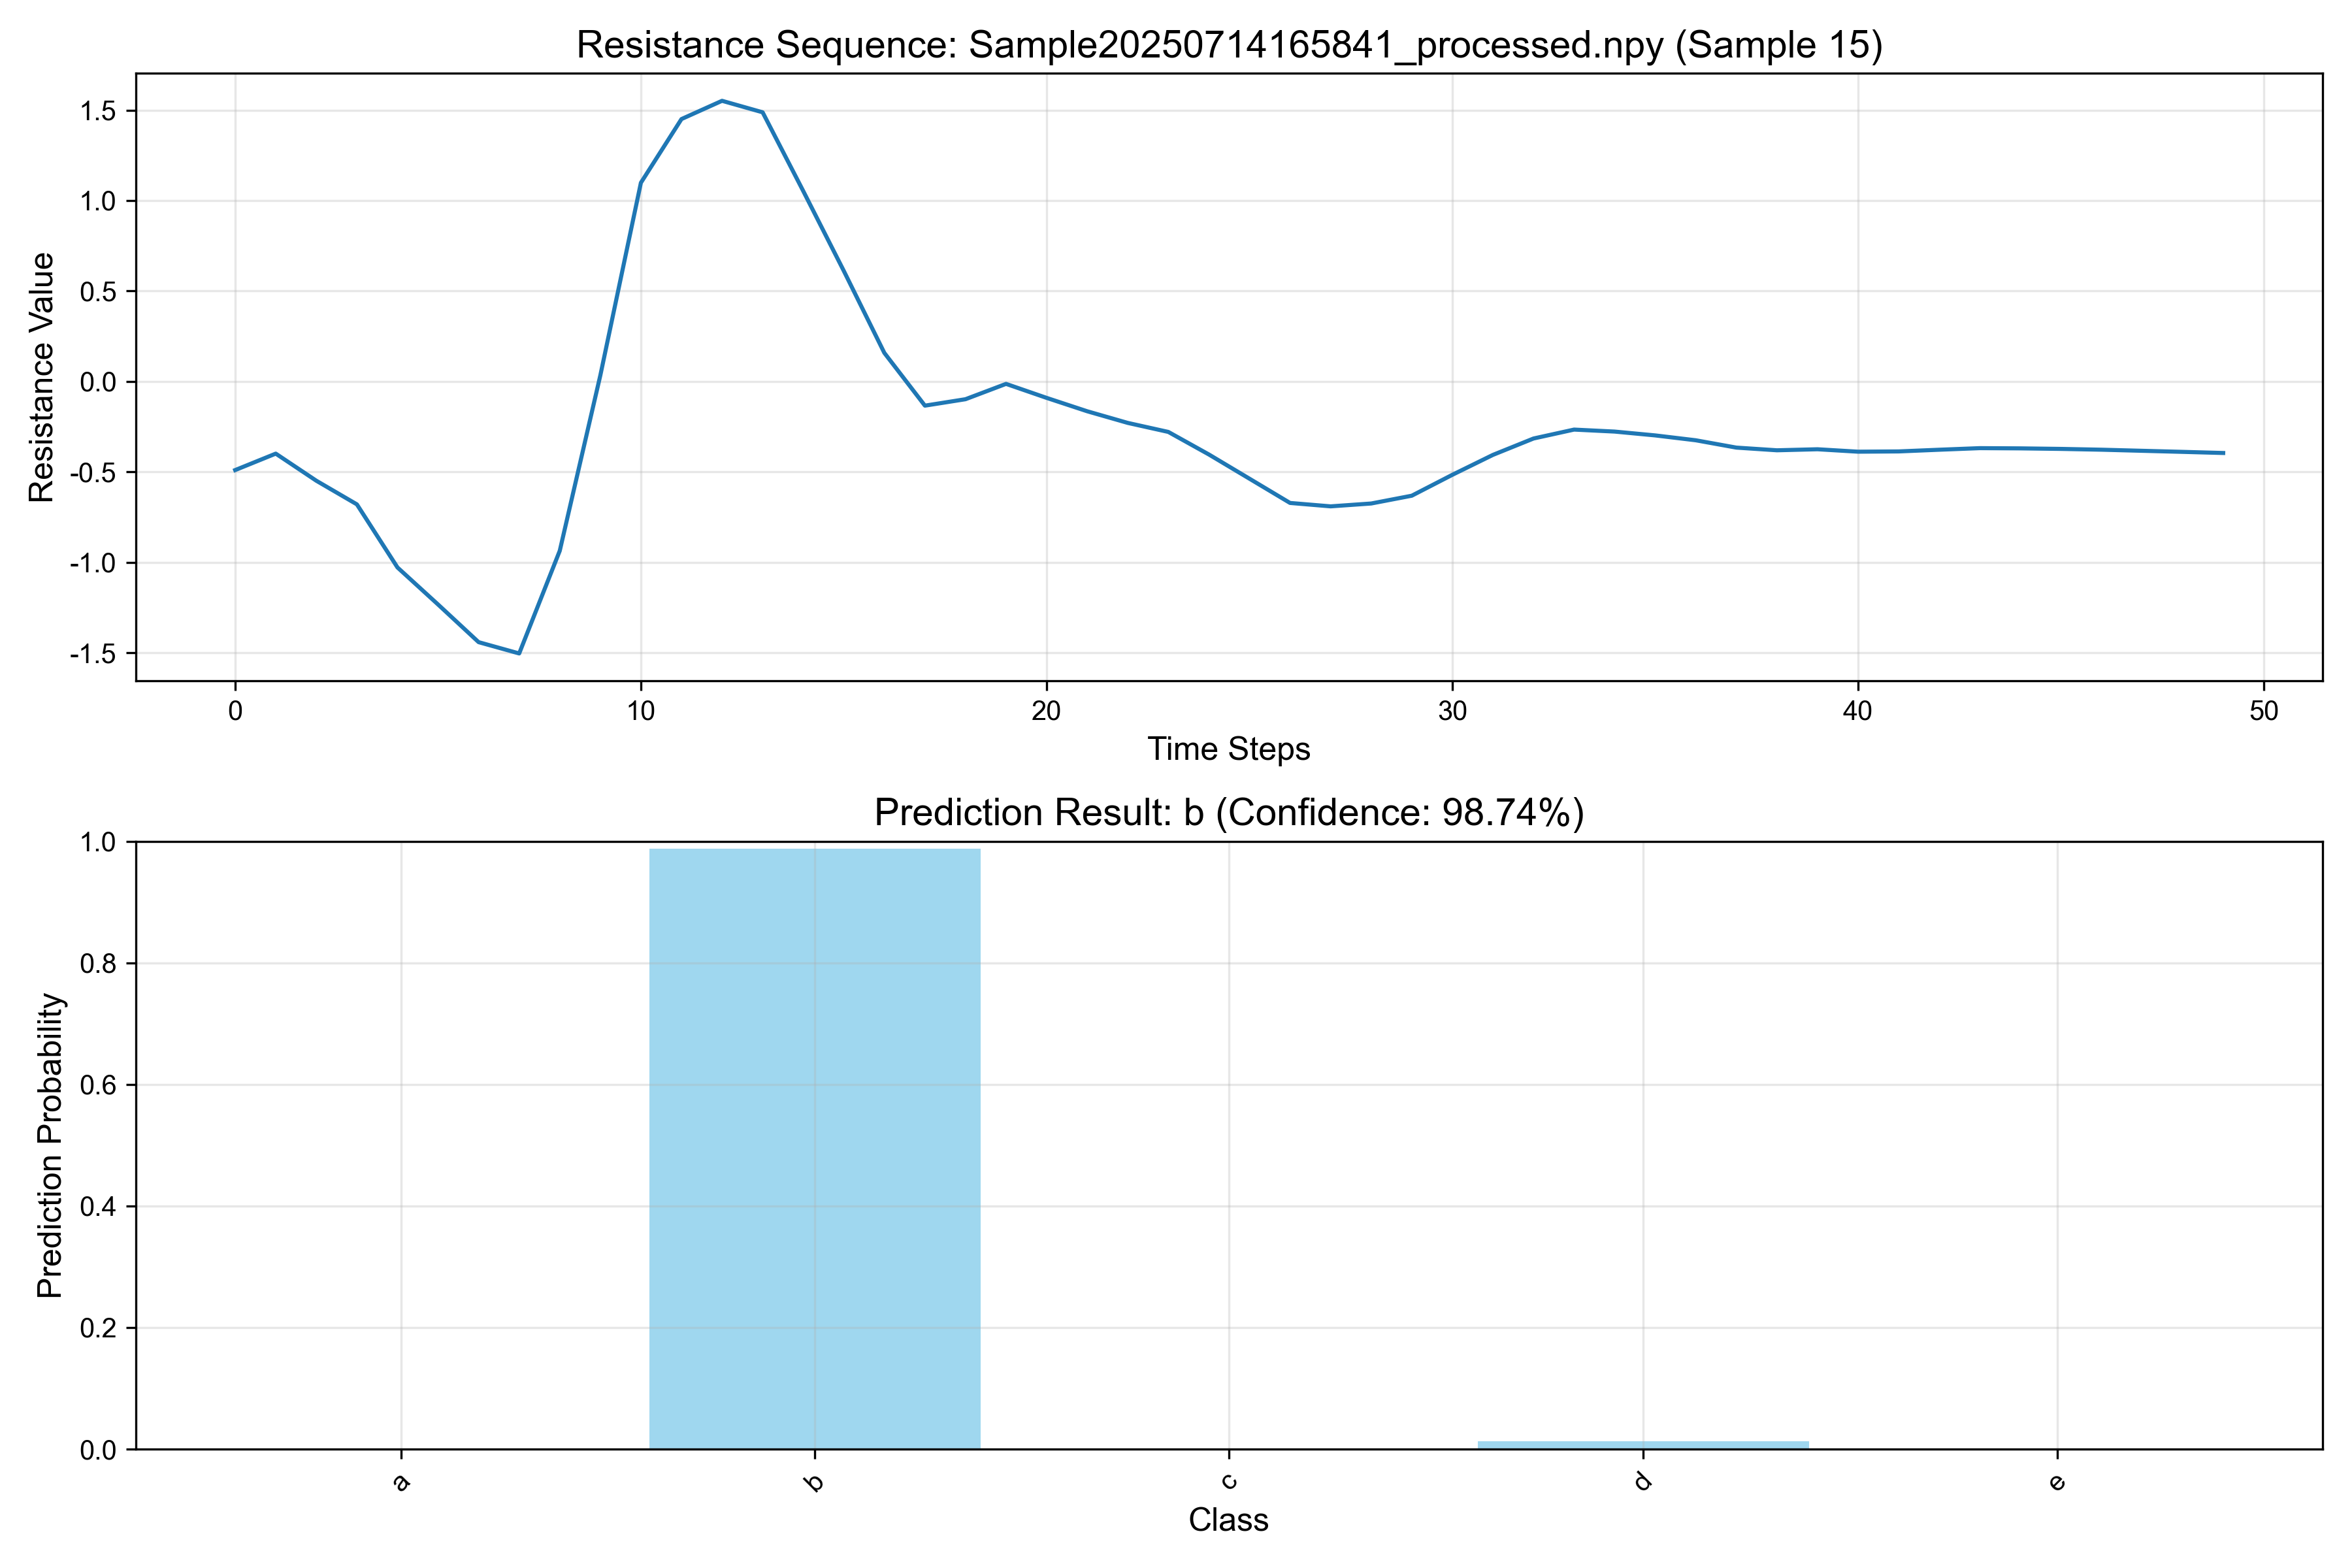 Resistance Sequence: Sample20250714165841_processed.npy (Sample 15)
Resistance Value
1.5
1.0
0.5
0.0
-0.5
-1.0
-1.5
0 10 20 30 40 50
Time Steps
Prediction Result: b (Confidence: 98.74%)
Prediction Probability
1.0
0.8
0.6
0.4
0.2
0.0
a b c d e
Class